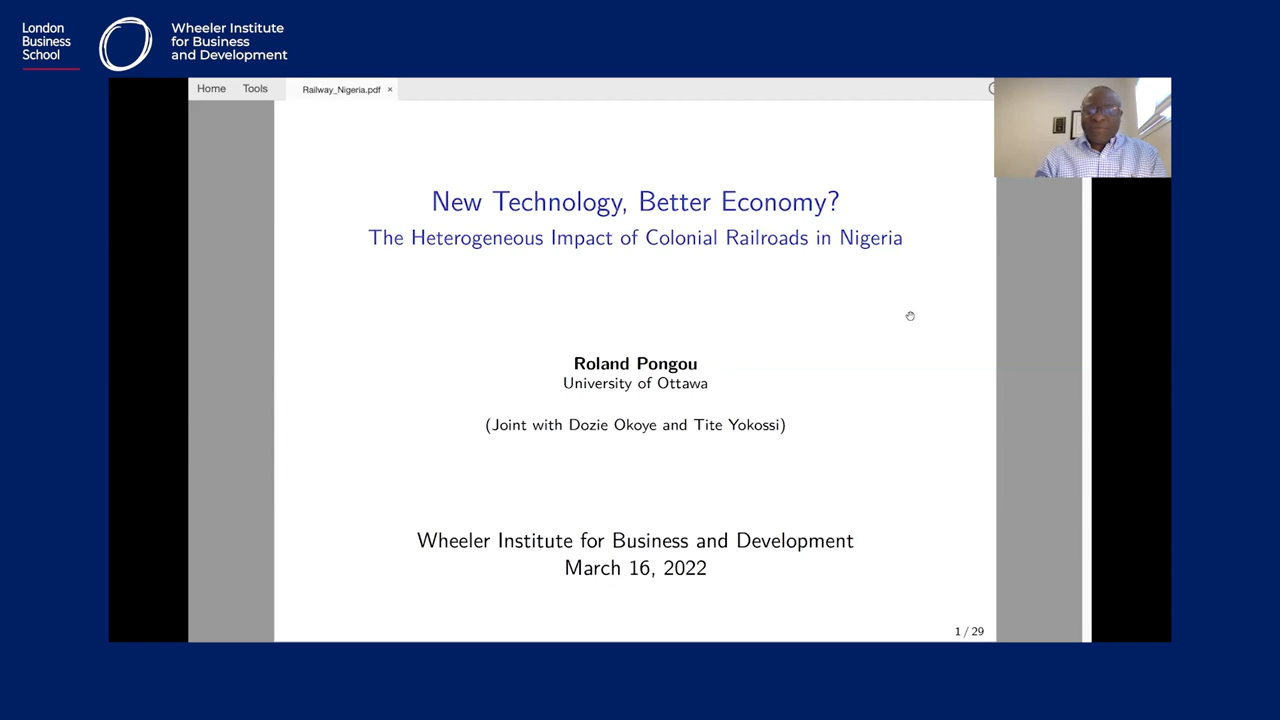 London
Business
School
Wheeler Institute
for Business
and Development
Home Tools Railway_Nigeria.pdf ×
New Technology, Better Economy?
The Heterogeneous Impact of Colonial Railroads in Nigeria
Roland Pongou
University of Ottawa
(Joint with Dozie Okoye and Tite Yokossi)
Wheeler Institute for Business and Development
March 16, 2022
1 / 29